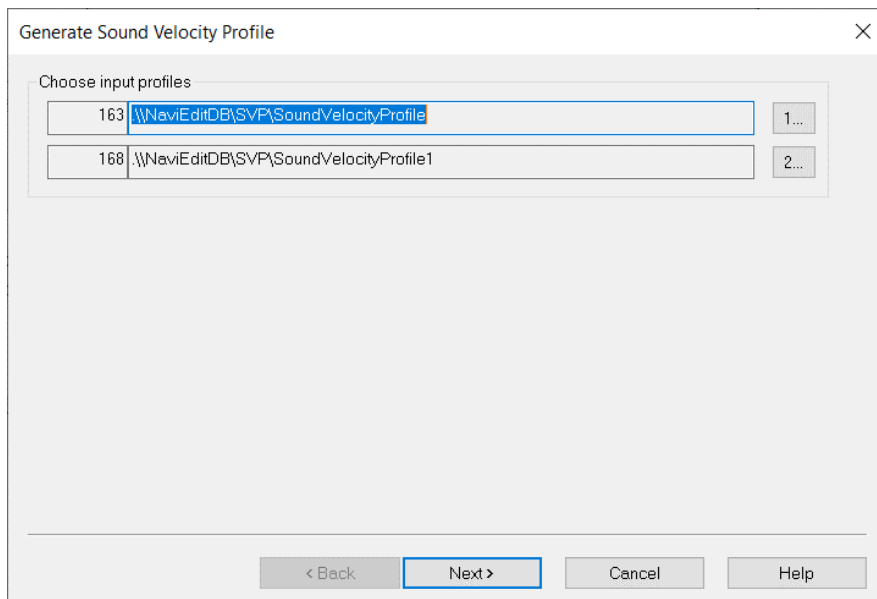 Generate Sound Velocity Profile
Choose input profiles
163 .\\NaviEditDB\SVP\SoundVelocityProfile 1...
168 .\\NaviEditDB\SVP\SoundVelocityProfile1 2...
< Back Next > Cancel Help